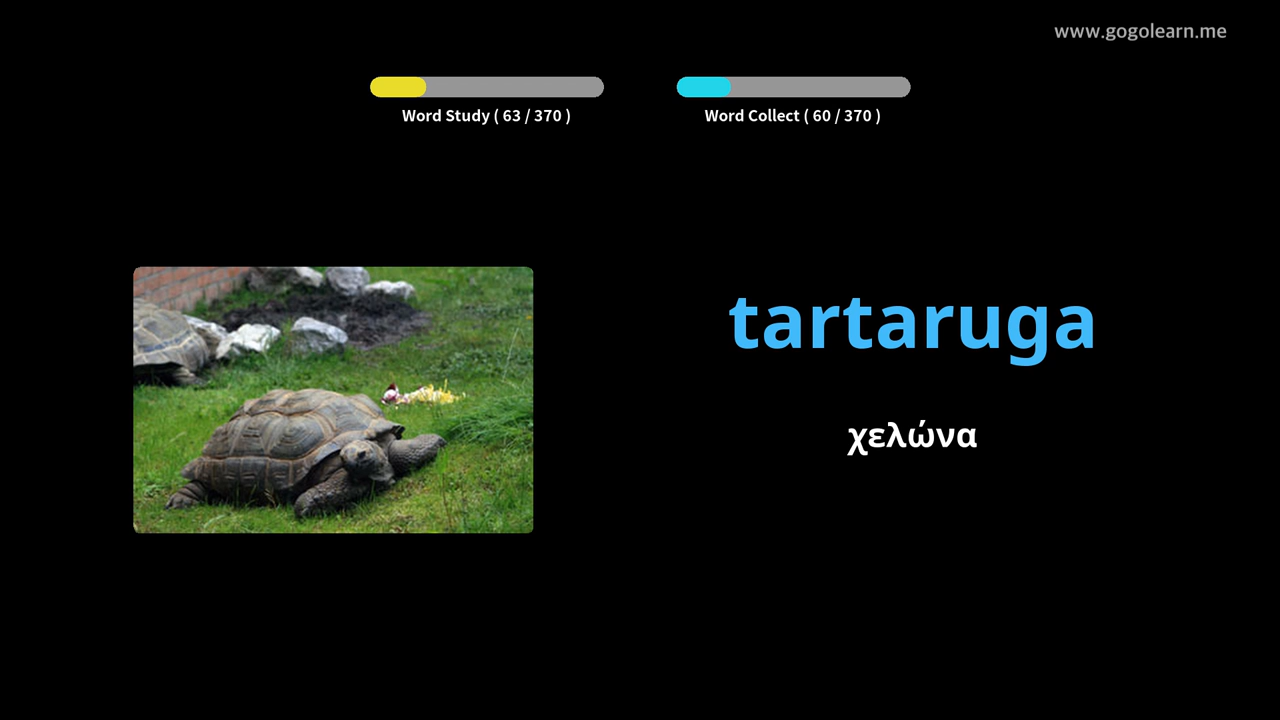 www.gogolearn.me
Word Study ( 63 / 370 )
Word Collect ( 60 / 370 )
tartaruga
χελώνα